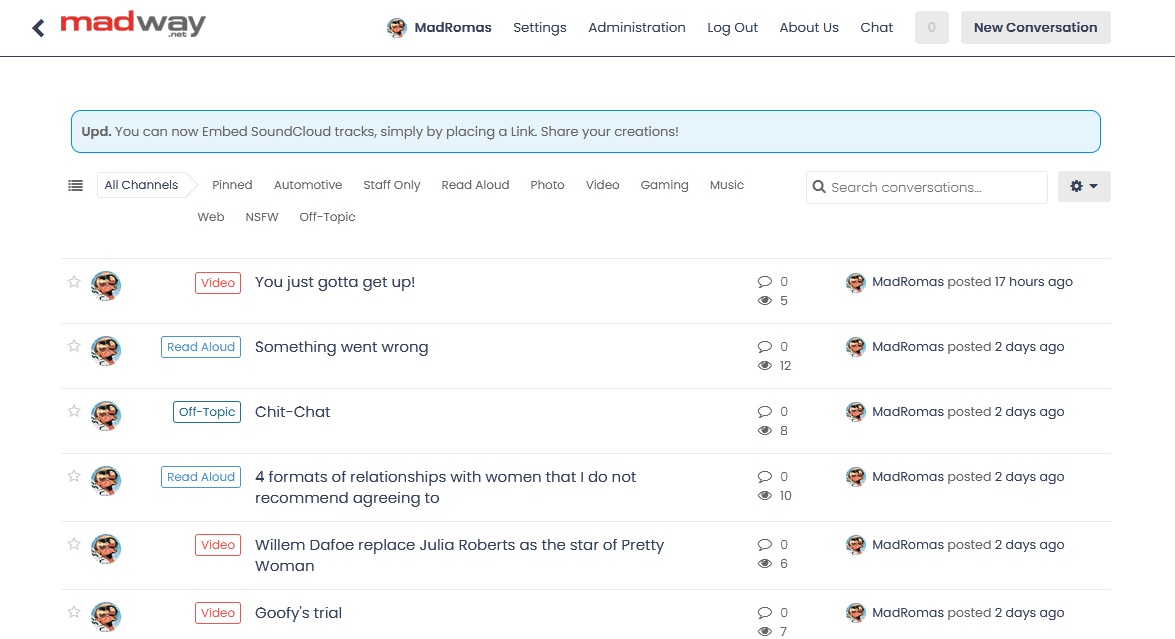 madway
.net
MadRomas Settings Administration Log Out About Us Chat 0 New Conversation
Upd. You can now Embed SoundCloud tracks, simply by placing a Link. Share your creations!
All Channels Pinned Automotive Staff Only Read Aloud Photo Video Gaming Music
Search conversations...
Web NSFW Off-Topic
Video You just gotta get up! 0 MadRomas posted 17 hours ago
5
Read Aloud Something went wrong 0 MadRomas posted 2 days ago
12
Off-Topic Chit-Chat 0 MadRomas posted 2 days ago
8
Read Aloud 4 formats of relationships with women that I do not 0 MadRomas posted 2 days ago
recommend agreeing to 10
Video Willem Dafoe replace Julia Roberts as the star of Pretty 0 MadRomas posted 2 days ago
Woman 6
Video Goofy's trial 0 MadRomas posted 2 days ago
7